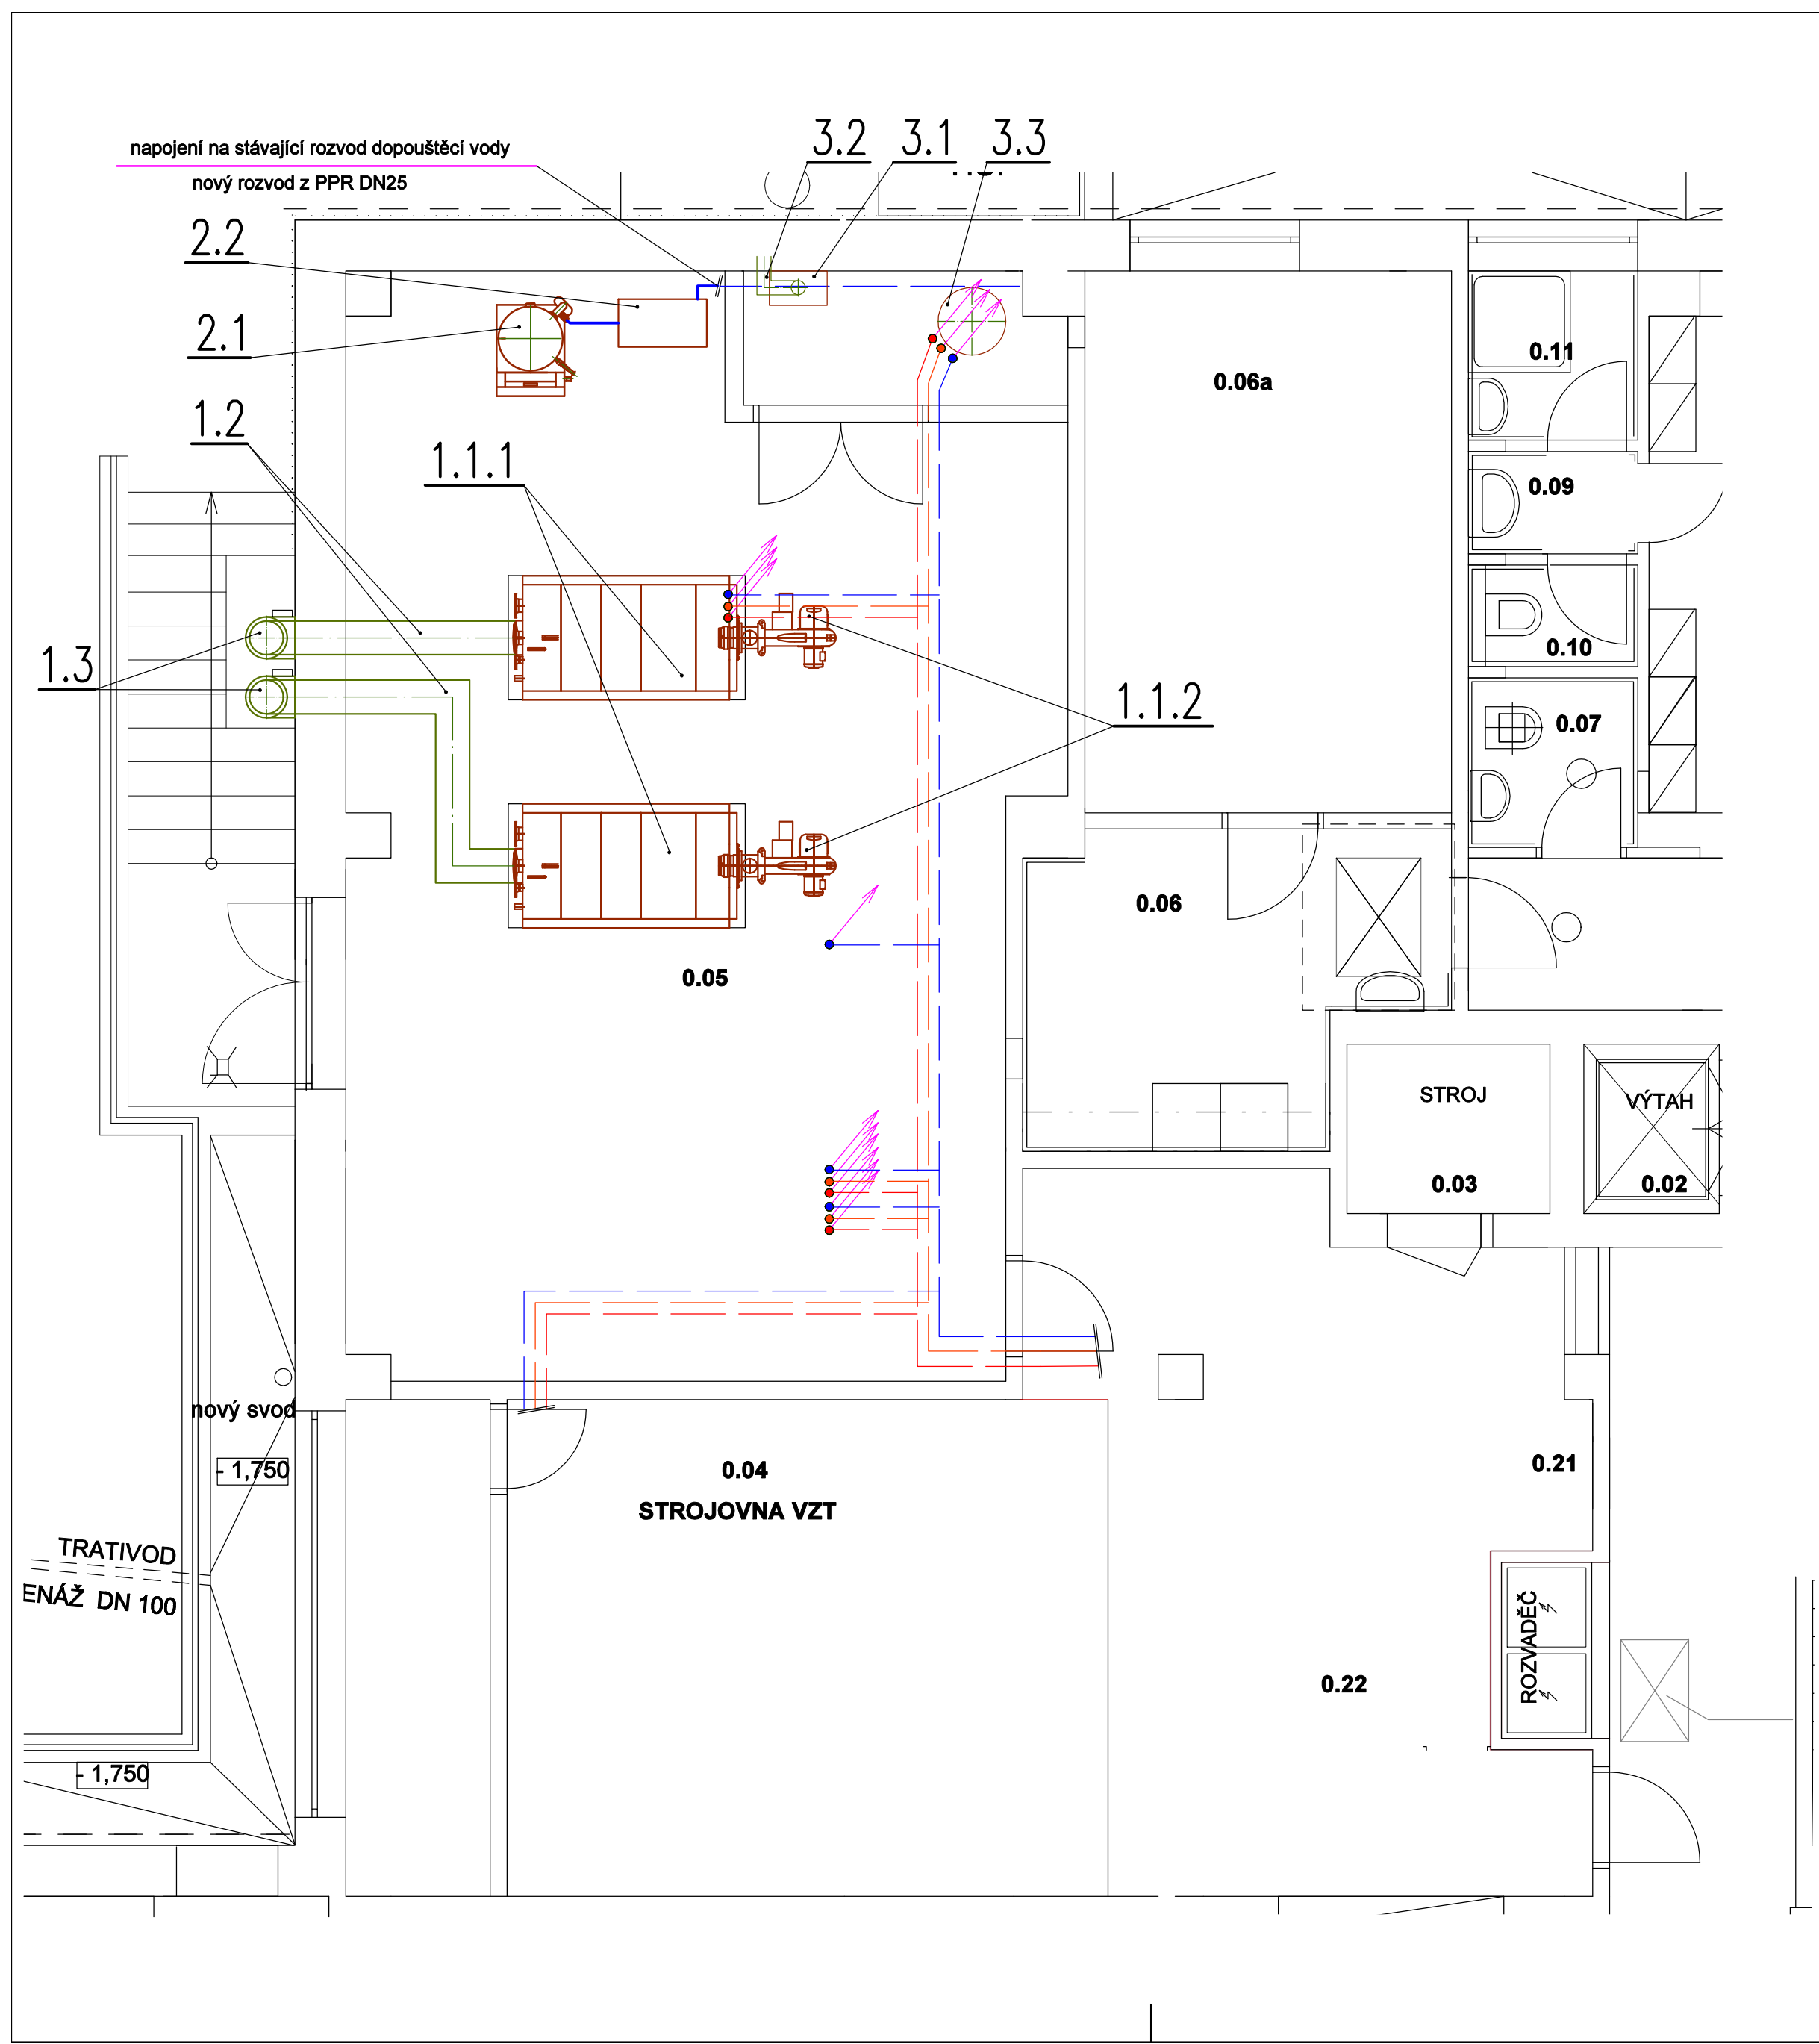 napojení na stávající rozvod dopouštěcí vody
nový rozvod z PPR DN25
3.2
3.1
3.3
2.2
2.1
1.2
1.1.1
1.3
1.1.2
0.06a
0.11
0.09
0.10
0.07
0.06
0.05
STROJ
VÝTAH
0.03
0.02
nový svod
- 1,750
0.04
STROJOVNA VZT
0.21
TRATIVOD
ENÁŽ DN 100
ROZVADĚČ
0.22
- 1,750